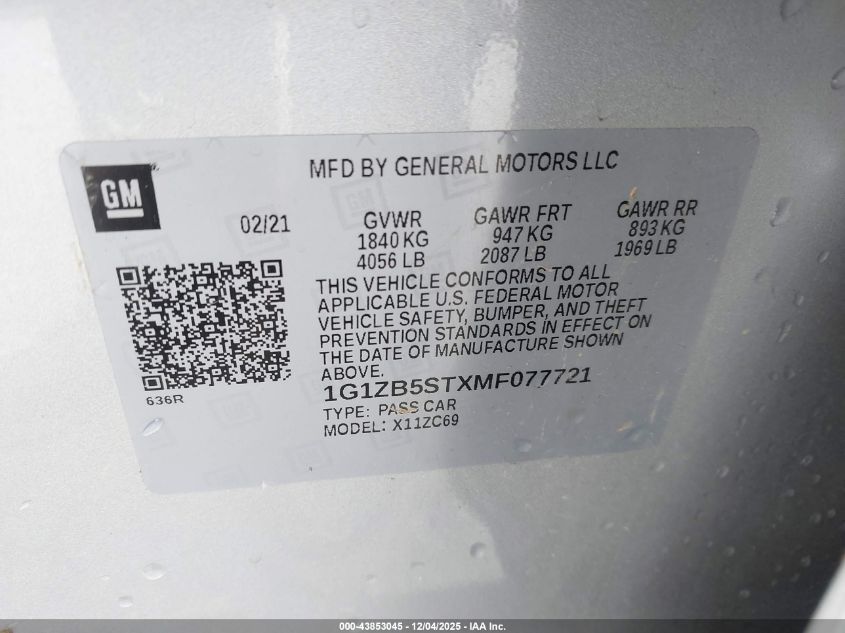 MFD BY GENERAL MOTORS LLC
GM
02/21
GVWR
1840 KG
4056 LB
GAWR FRT
947 KG
2087 LB
GAWR RR
893 KG
1969 LB
THIS VEHICLE CONFORMS TO ALL
APPLICABLE U.S. FEDERAL MOTOR
VEHICLE SAFETY, BUMPER, AND THEFT
PREVENTION STANDARDS IN EFFECT ON
THE DATE OF MANUFACTURE SHOWN
ABOVE.
636R
1G1ZB5STXMF077721
TYPE: PASS CAR
MODEL: X11ZC69
000-43853045 - 12/04/2025 - IAA Inc.